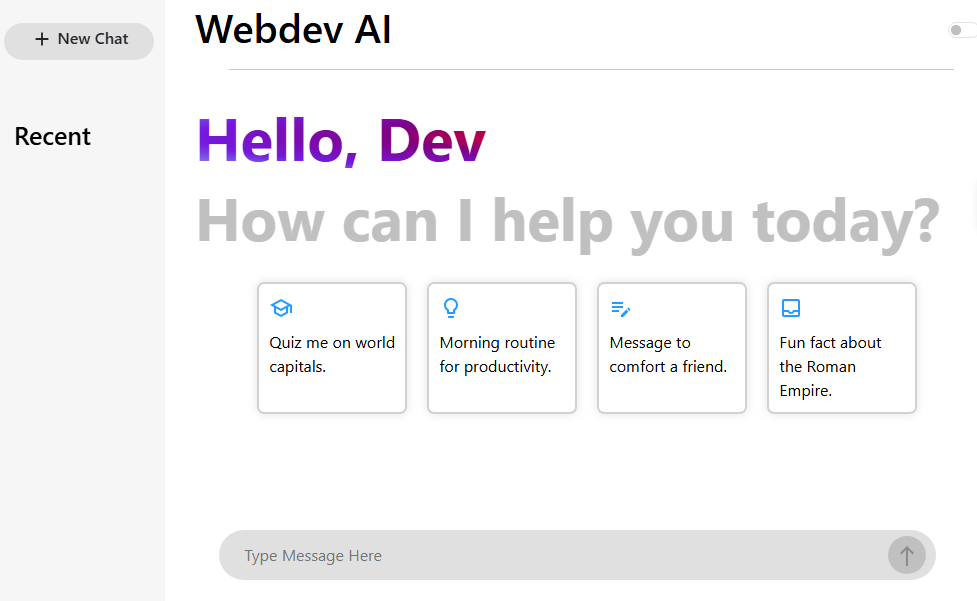 New Chat
Recent
Webdev AI
Hello, Dev
How can I help you today?
Quiz me on world
capitals.
Morning routine
for productivity.
Message to
comfort a friend.
Fun fact about
the Roman
Empire.
Type Message Here